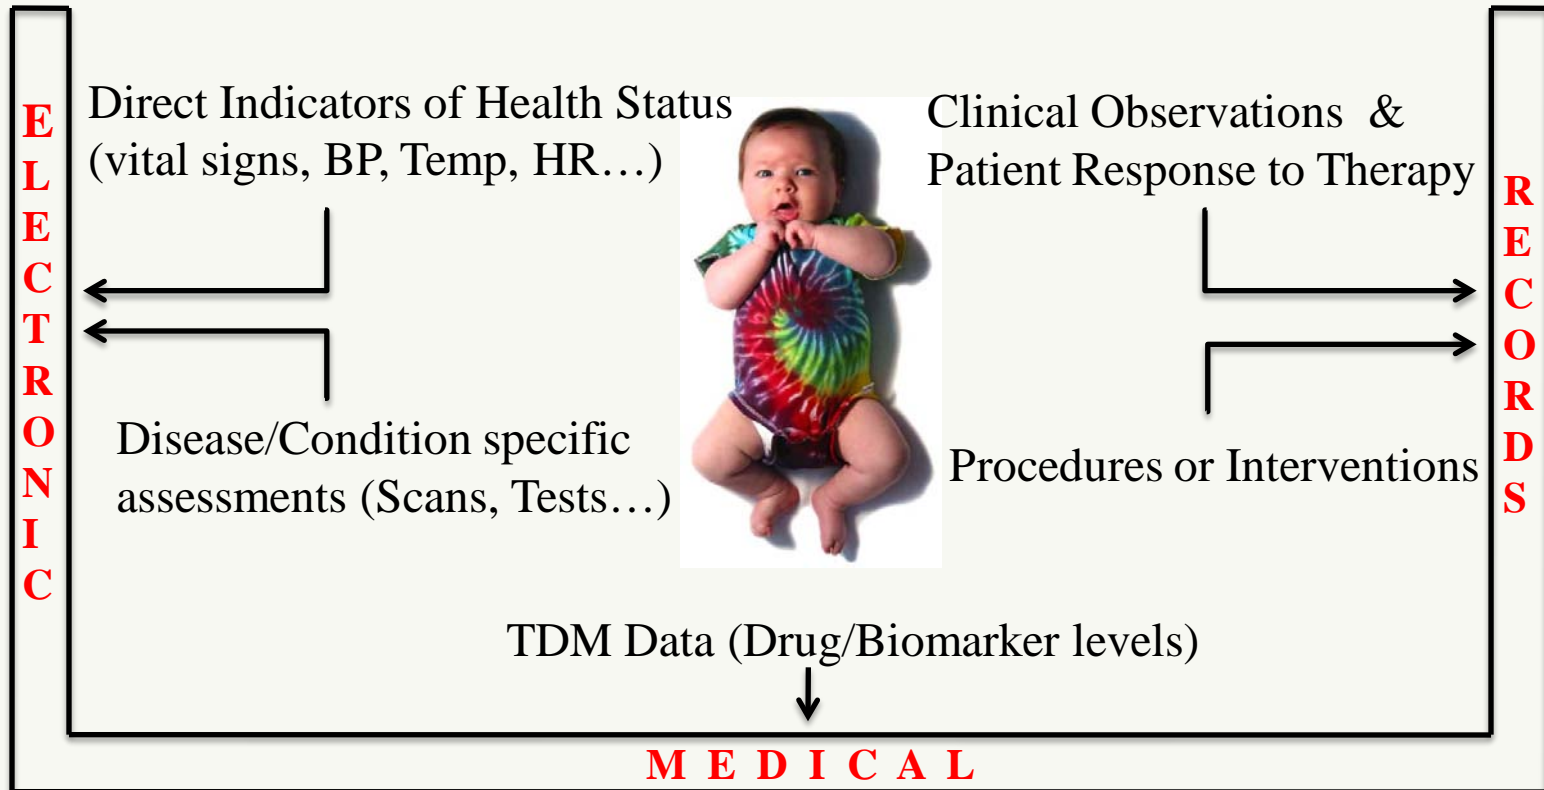 ELECTRONIC
Direct Indicators of Health Status
(vital signs, BP, Temp, HR…)
Disease/Condition specific
assessments (Scans, Tests…)
Clinical Observations &
Patient Response to Therapy
Procedures or Interventions
TDM Data (Drug/Biomarker levels)
MEDICAL
RECORDS